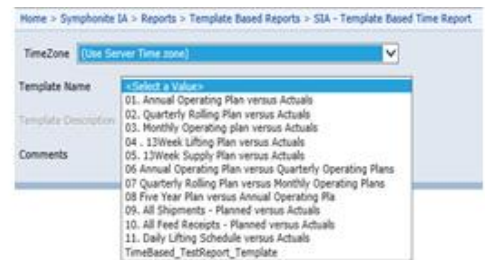 Home > Symphonite IA > Reports > Template Based Reports > SIA - Template Based Time Report
TimeZone (Use Server Time zone)
Template Name
<Select a Value>
01. Annual Operating Plan versus Actuals
02. Quarterly Rolling Plan versus Actuals
03. Monthly Operating plan versus Actuals
04 . 13Week Lifting Plan versus Actuals
05. 13Week Supply Plan versus Actuals
06 Annual Operating Plan versus Quarterly Operating Plans
07 Quarterly Rolling Plan versus Monthly Operating Plans
08 Five Year Plan versus Annual Operating Pla
09. All Shipments - Planned versus Actuals
10. All Feed Receipts - Planned versus Actuals
11. Daily Lifting Schedule versus Actuals
TimeBased_TestReport_Template
Template Description
Comments